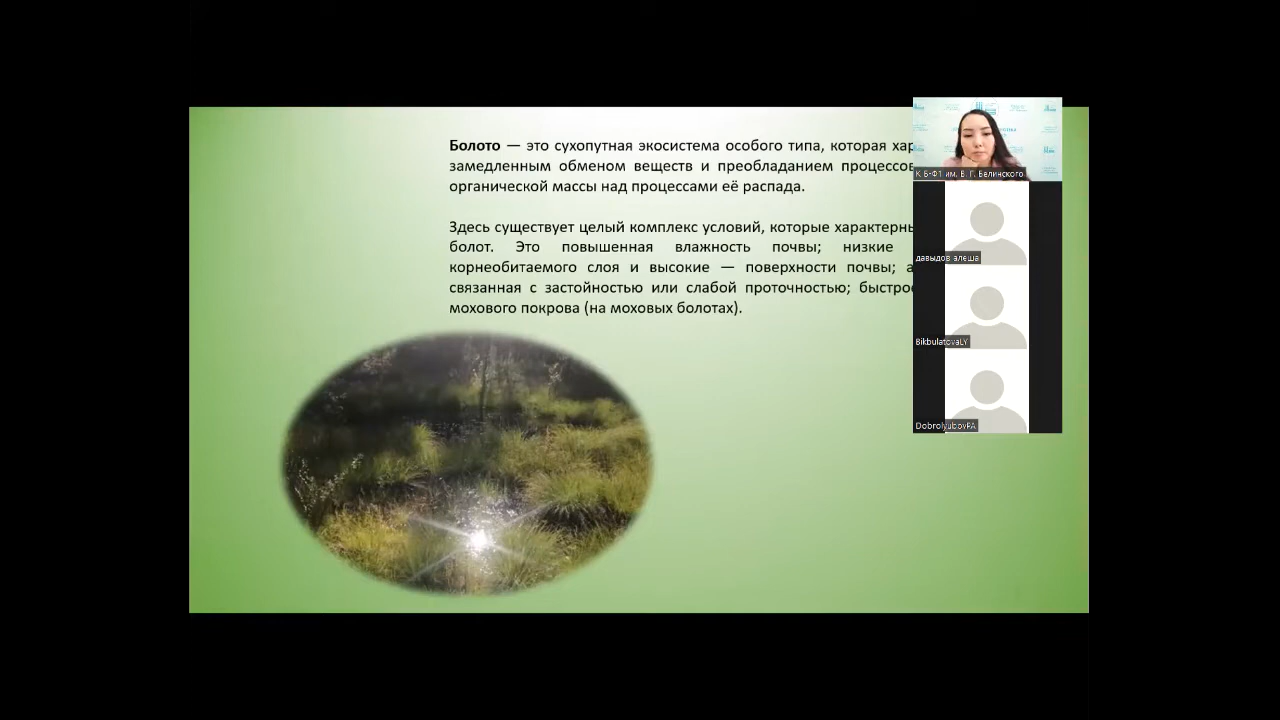 Болото — это сухопутная экосистема особого типа, которая хар
замедленным обменом веществ и преобладанием процессов
органической массы над процессами её распада.
Здесь существует целый комплекс условий, которые характерны
болот. Это повышенная влажность почвы; низкие
корнеобитаемого слоя и высокие — поверхности почвы; а
связанная с застойностью или слабой проточностью; быстрое
мохового покрова (на моховых болотах).
им. В. Г. Белинского
давыдов алеша
BikbulatovaLY
DobrolyubovPA